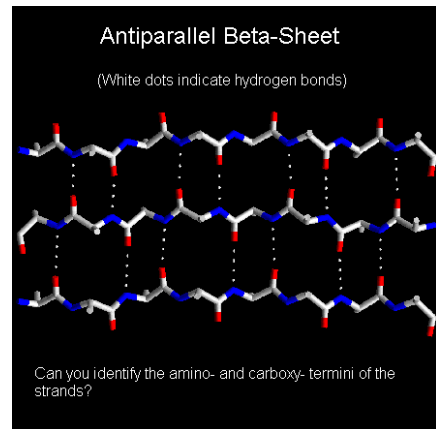 Antiparallel Beta-Sheet
(White dots indicate hydrogen bonds)
Can you identify the amino- and carboxy- termini of the
strands?